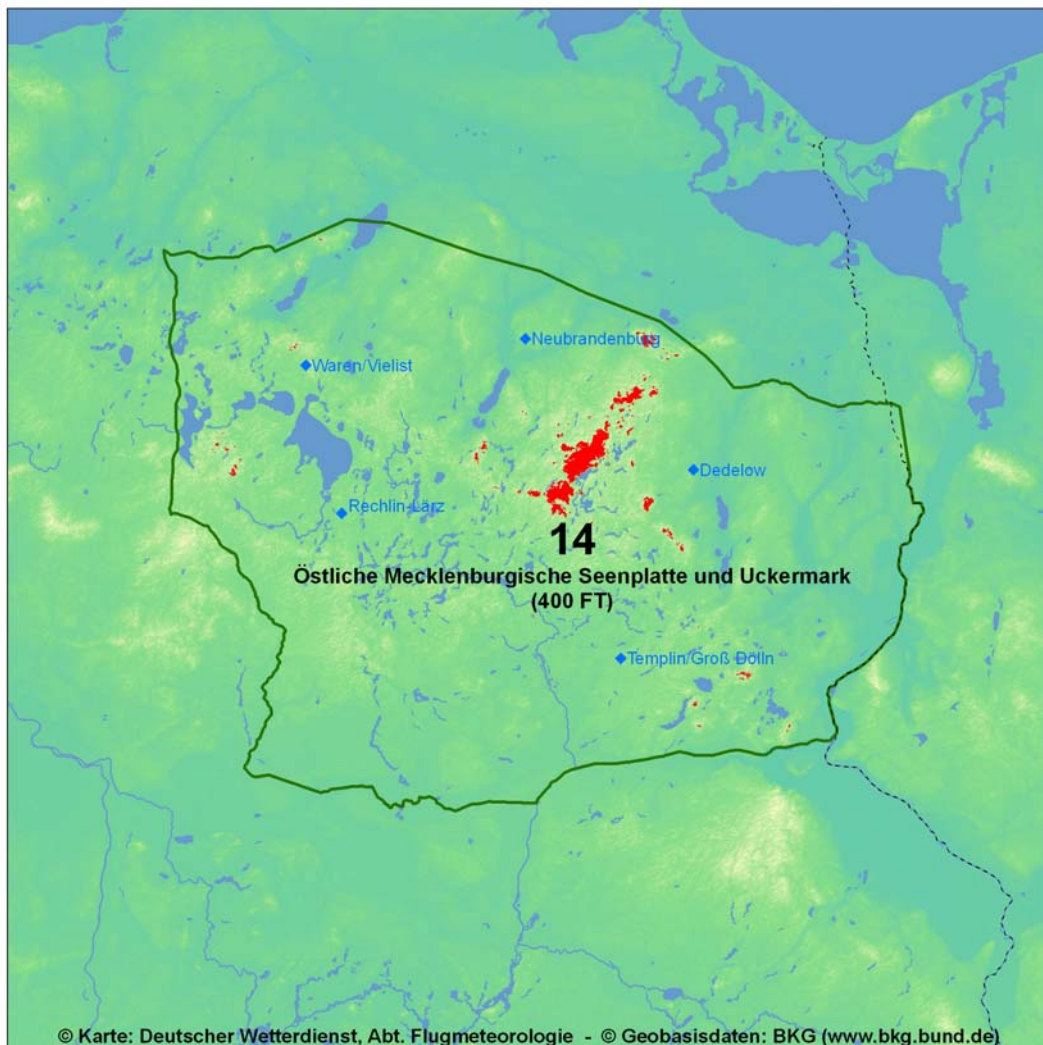 Neubrandenburg
Waren/Vielist
Dedelow
Rechlin-Lärz
14
Östliche Mecklenburgische Seenplatte und Uckermark
(400 FT)
Templin/Groß Dölln
© Karte: Deutscher Wetterdienst, Abt. Flugmeteorologie - © Geobasisdaten: BKG (www.bkg.bund.de)